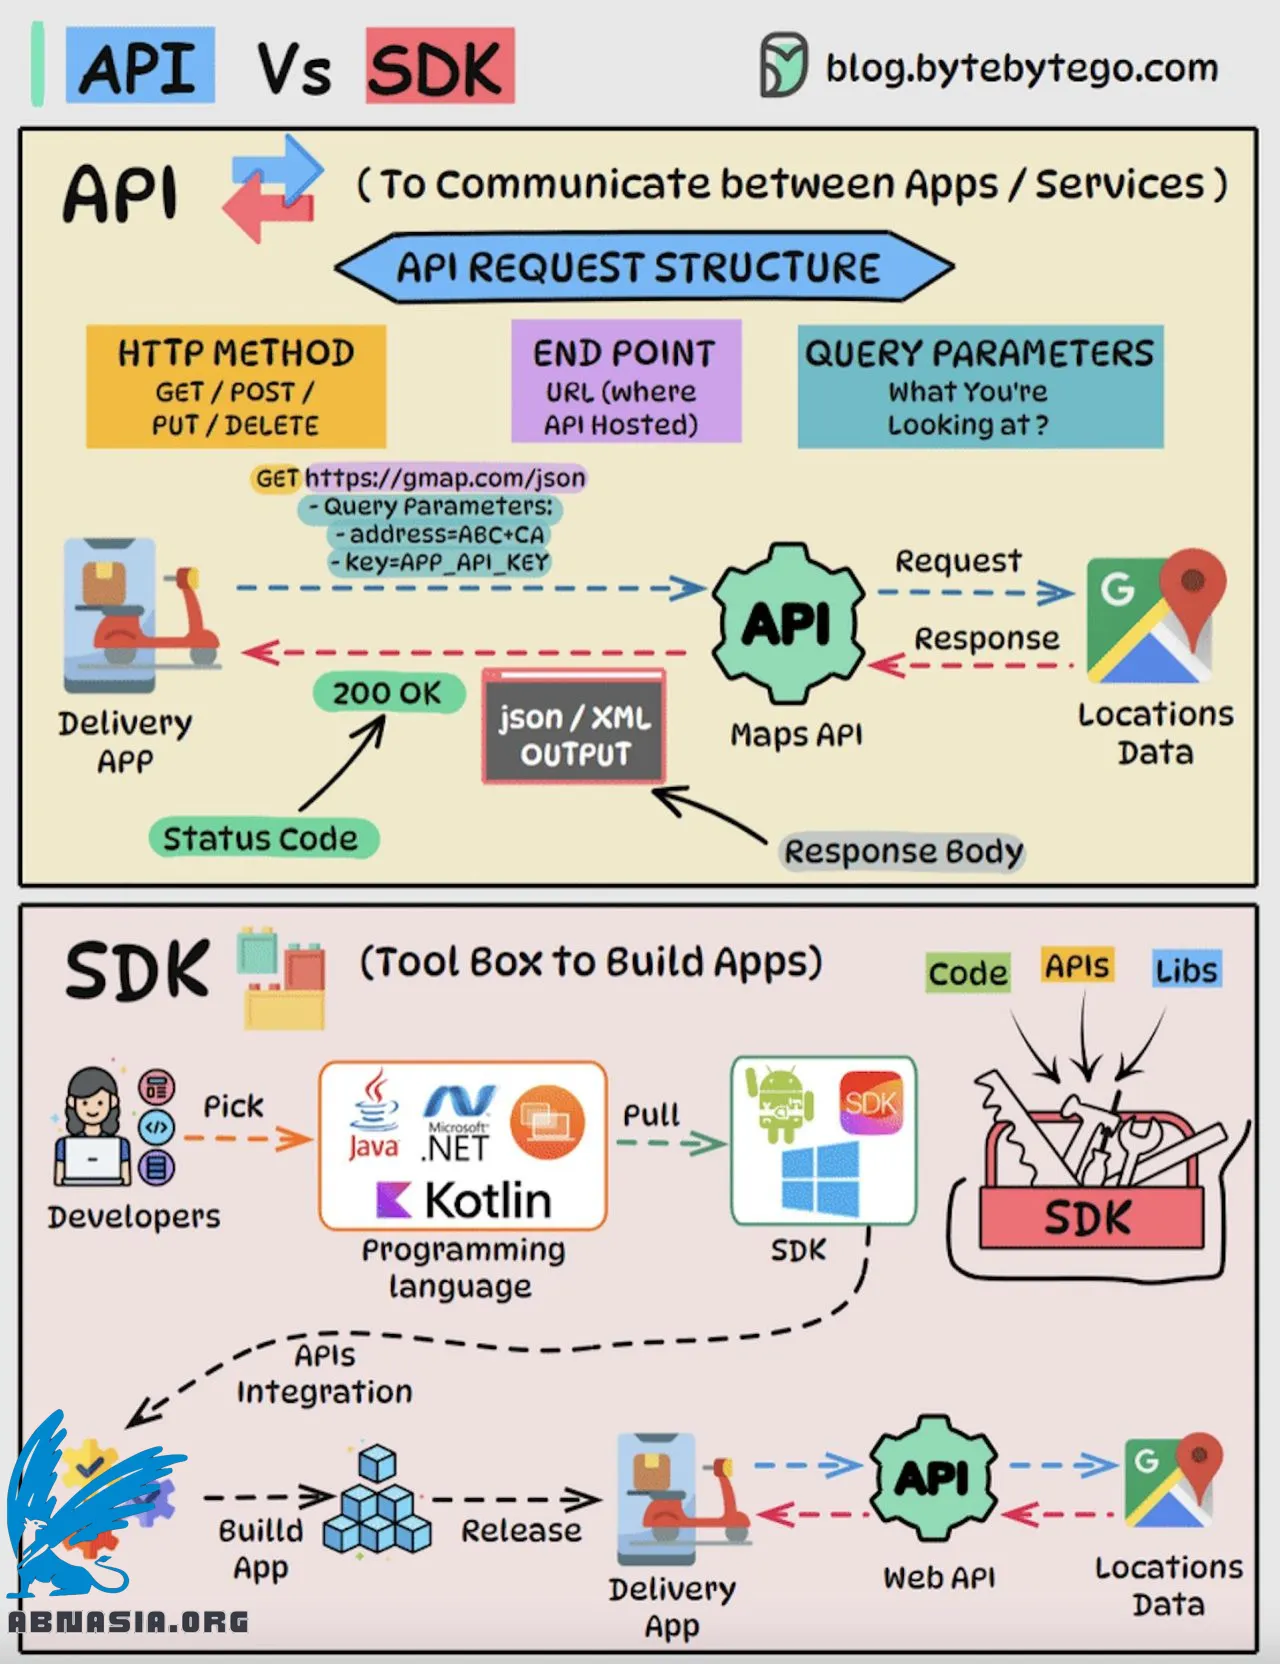 API Vs SDK
blog.bytebytego.com
API
( To Communicate between Apps / Services )
API REQUEST STRUCTURE
HTTP METHOD
GET / POST /
PUT / DELETE
END POINT
URL (where
API Hosted)
QUERY PARAMETERS
What You're
Looking at ?
GET https://gmap.com/json
- Query Parameters:
- address=ABC+CA
- key=APP_API_KEY
Delivery
APP
API
Maps API
Request
Response
G
Locations
Data
200 OK
json / XML
OUTPUT
Status Code
Response Body
SDK
(Tool Box to Build Apps)
Code
APIs
Libs
Developers
Pick
Java
Microsoft
.NET
Kotlin
Programming
language
Pull
SDK
SDK
SDK
APIs
Integration
Builld
App
Release
Delivery
App
API
Web API
G
Locations
Data
ABNASIA.ORG